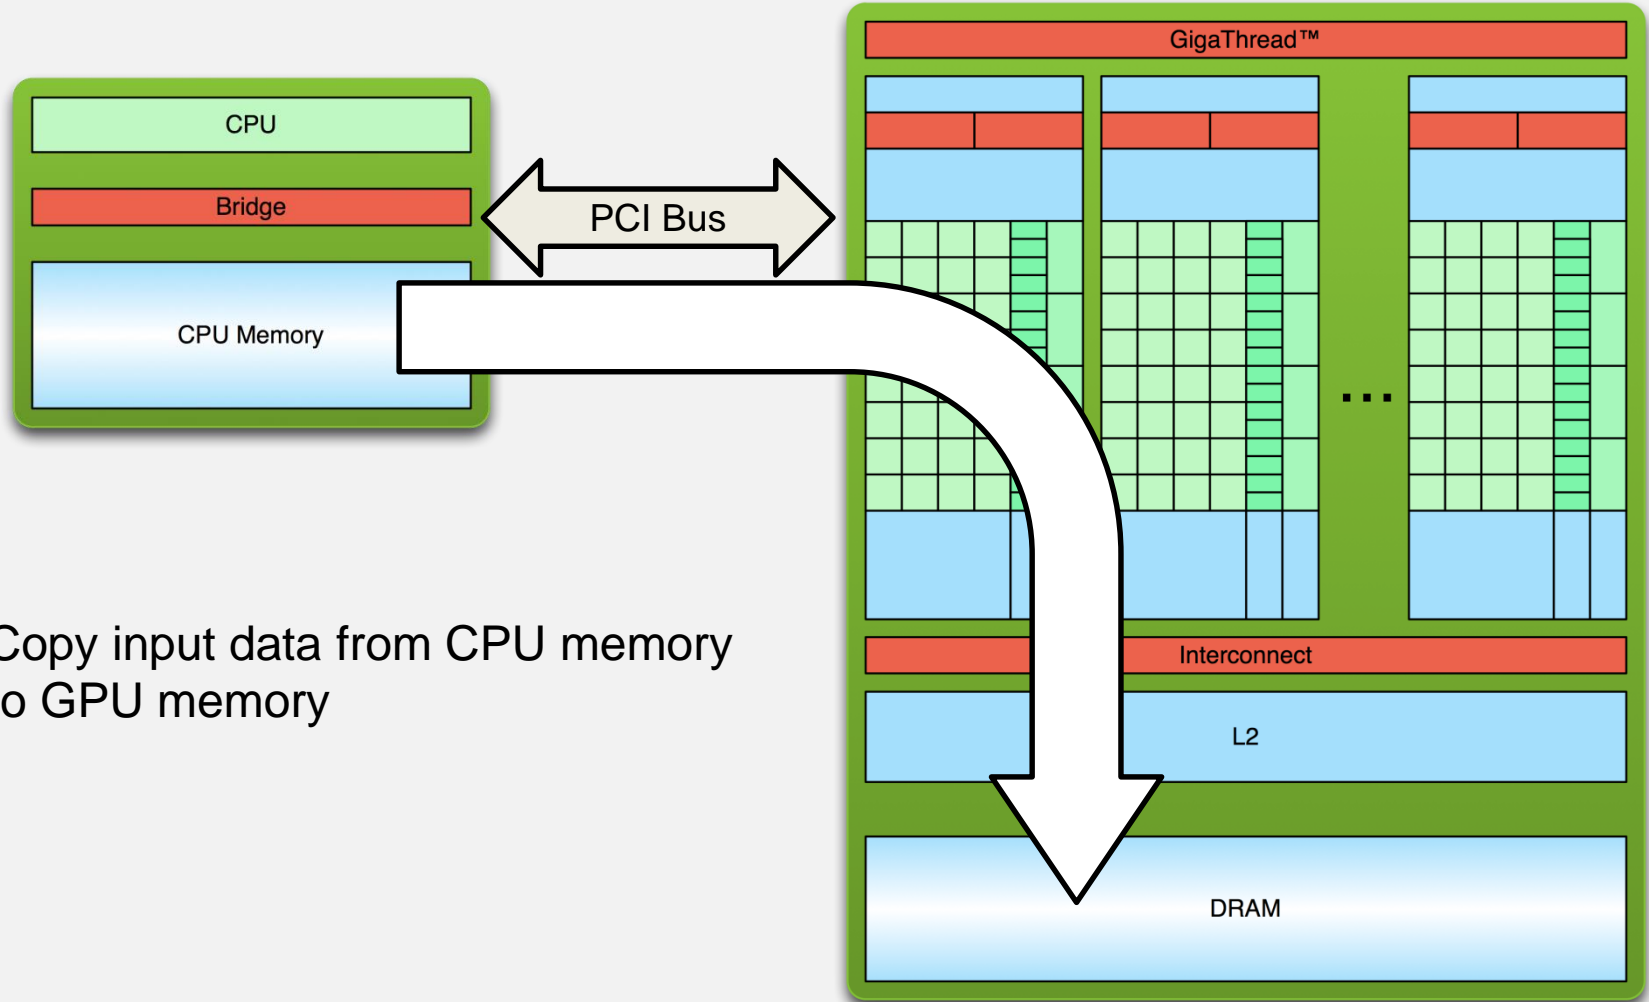 GigaThread™
CPU
Bridge
PCI Bus
CPU Memory
...
Copy input data from CPU memory
o GPU memory
Interconnect
L2
DRAM